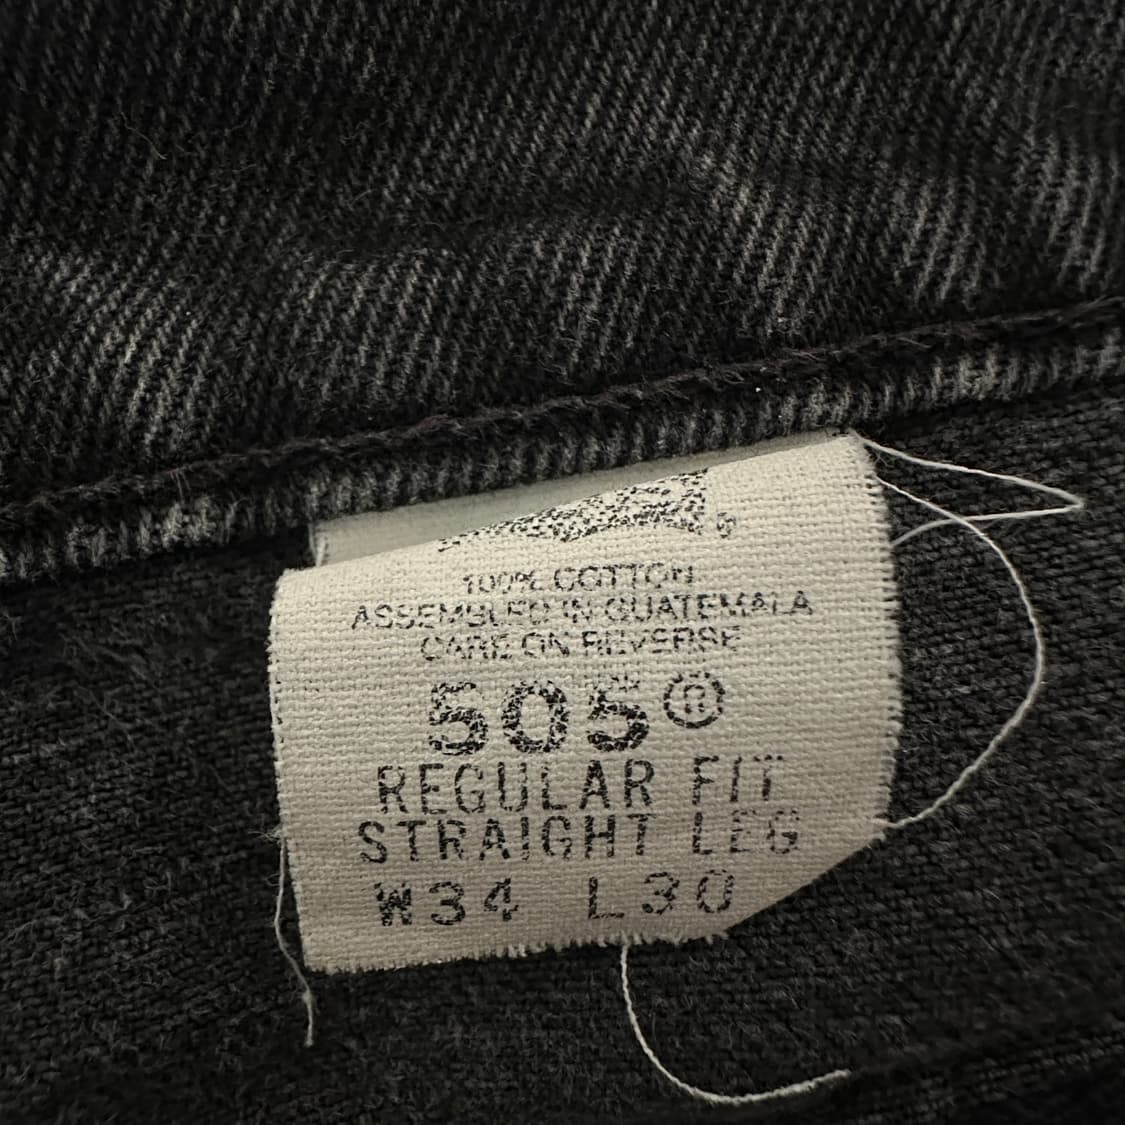 ®
100% COTTON
ASSEMBLED IN GUATEMALA
CARE ON REVERSE
505®
REGULAR FIT
STRAIGHT LEG
W34 L30